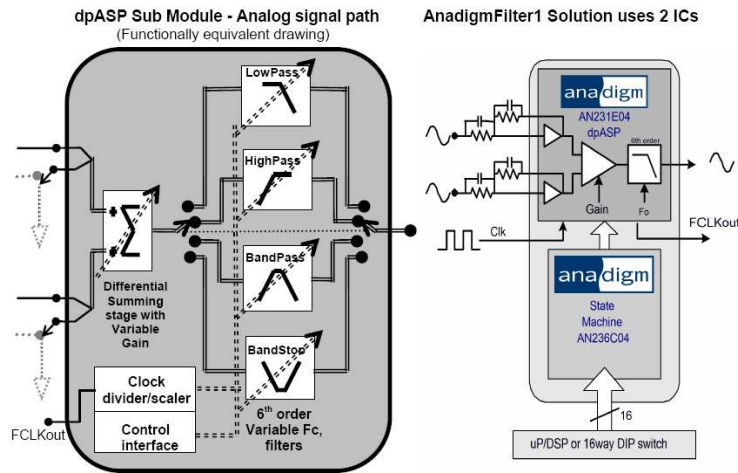 dpASP Sub Module - Analog signal path
(Functionally equivalent drawing)
LowPass
HighPass
BandPass
BandStop
Differential
Summing
stage with
Variable
Gain
Clock
divider/scaler
Control
interface
6th order
Variable Fc,
filters
FCLKout
AnadigmFilter1 Solution uses 2 ICs
anadigm
AN231E04
dpASP
6th order
Gain
Fo
Clk
FCLKout
anadigm
State
Machine
AN236C04
16
uP/DSP or 16way DIP switch